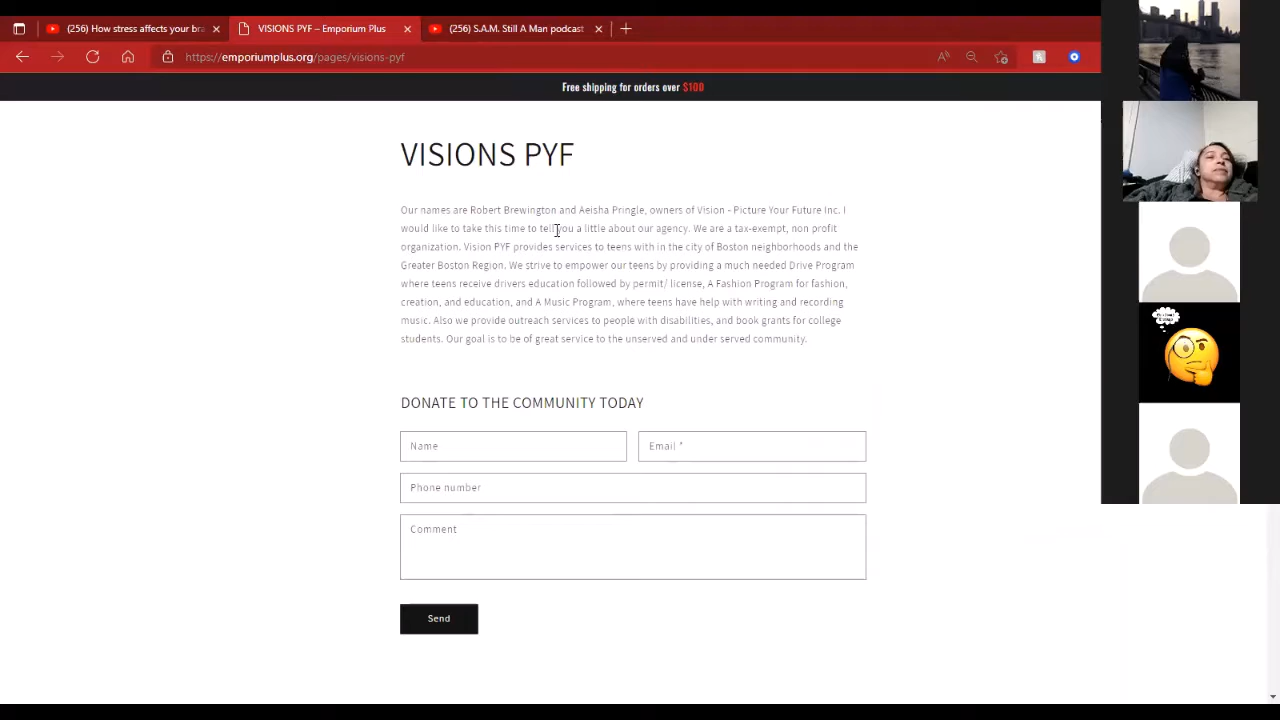 (256) How stress affects your bra
VISIONS PYF – Emporium Plus
(256) S.A.M. Still A Man podcast
https://emporiumplus.org/pages/visions-pyf
Free shipping for orders over $100
VISIONS PYF
Our names are Robert Brewington and Aeisha Pringle, owners of Vision - Picture Your Future Inc. I
would like to take this time to tell you a little about our agency. We are a tax-exempt, non profit
organization. Vision PYF provides services to teens with in the city of Boston neighborhoods and the
Greater Boston Region. We strive to empower our teens by providing a much needed Drive Program
where teens receive drivers education followed by permit/ license, A Fashion Program for fashion,
creation, and education, and A Music Program, where teens have help with writing and recording
music. Also we provide outreach services to people with disabilities, and book grants for college
students. Our goal is to be of great service to the unserved and under served community.
DONATE TO THE COMMUNITY TODAY
Name
Email *
Phone number
Comment
Send